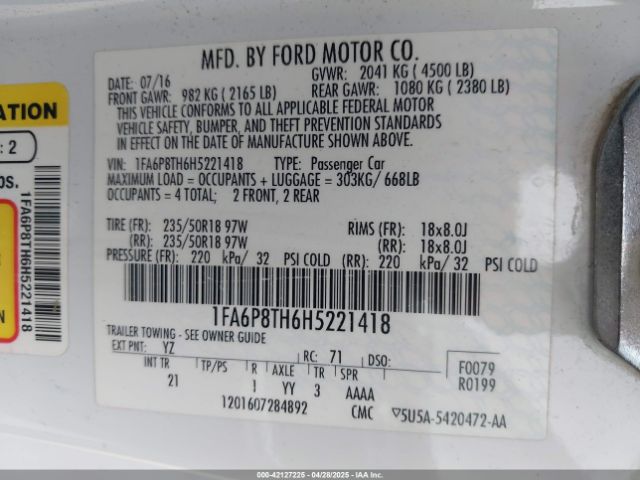 MFD. BY FORD MOTOR CO.
DATE: 07/16 GVWR: 2041 KG ( 4500 LB)
FRONT GAWR: 982 KG ( 2165 LB) REAR GAWR: 1080 KG ( 2380 LB)
THIS VEHICLE CONFORMS TO ALL APPLICABLE FEDERAL MOTOR
VEHICLE SAFETY, BUMPER, AND THEFT PREVENTION STANDARDS
IN EFFECT ON THE DATE OF MANUFACTURE SHOWN ABOVE.
VIN: 1FA6P8TH6H5221418 TYPE: Passenger Car
MAXIMUM LOAD = OCCUPANTS + LUGGAGE = 303KG/ 668LB
OCCUPANTS = 4 TOTAL; 2 FRONT, 2 REAR
TIRE (FR): 235/50R18 97W RIMS (FR): 18x8.0J
(RR): 235/50R18 97W (RR): 18x8.0J
PRESSURE (FR): 220 kPa/ 32 PSI COLD (RR): 220 kPa/ 32 PSI COLD
1FA6P8TH6H5221418
TRAILER TOWING - SEE OWNER GUIDE
EXT PNT: YZ RC: 71 DSO: F0079
INT TR TP/PS R AXLE TR SPR R0199
21 1 YY 3 AAAA
1201607284892 CMC ▽5U5A-5420472-AA
ATION
: 2
os.
1FA6P8TH6H5221418
N
00-42127225 - 04/28/2025 - IAAI.COM